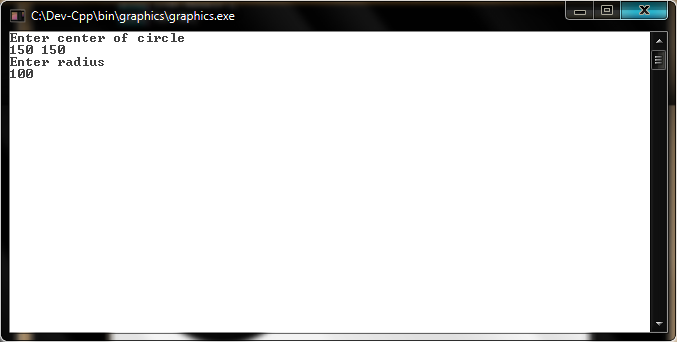 C:\Dev-Cpp\bin\graphics\graphics.exe
Enter center of circle
150 150
Enter radius
100